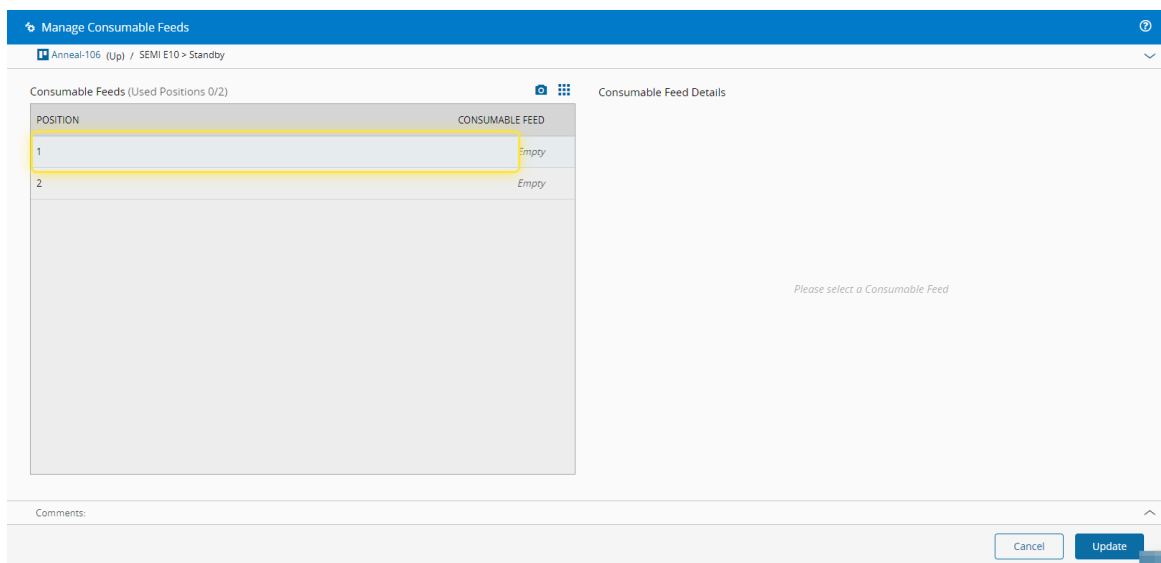 Manage Consumable Feeds
Anneal-106 (Up) / SEMI E10 > Standby
Consumable Feeds (Used Positions 0/2)
POSITION CONSUMABLE FEED
1 Empty
2 Empty
Consumable Feed Details
Please select a Consumable Feed
Comments:
Cancel Update